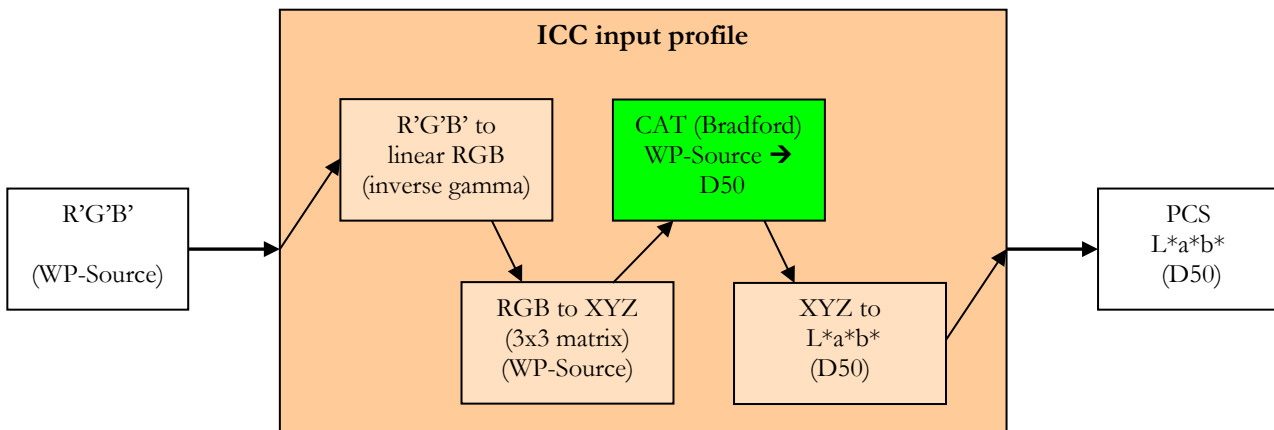 ICC input profile
R'G'B'
(WP-Source)
R'G'B' to
linear RGB
(inverse gamma)
RGB to XYZ
(3x3 matrix)
(WP-Source)
CAT (Bradford)
WP-Source ➔
D50
XYZ to
L*a*b*
(D50)
PCS
L*a*b*
(D50)